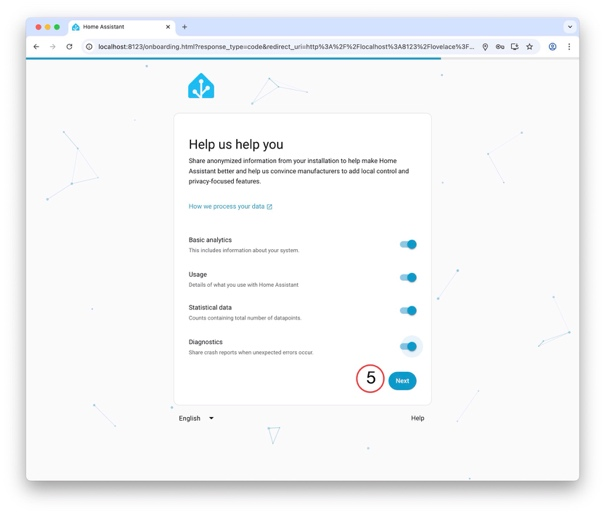 Home Assistant
localhost:8123/onboarding.html?response_type=code&redirect_uri=http%3A%2F%2Flocalhost%3A8123%2Flovelace%3F...
Help us help you
Share anonymized information from your installation to help make Home
Assistant better and help us convince manufacturers to add local control and
privacy-focused features.
How we process your data
Basic analytics
This includes information about your system.
Usage
Details of what you use with Home Assistant
Statistical data
Counts containing total number of datapoints.
Diagnostics
Share crash reports when unexpected errors occur.
5 Next
English Help